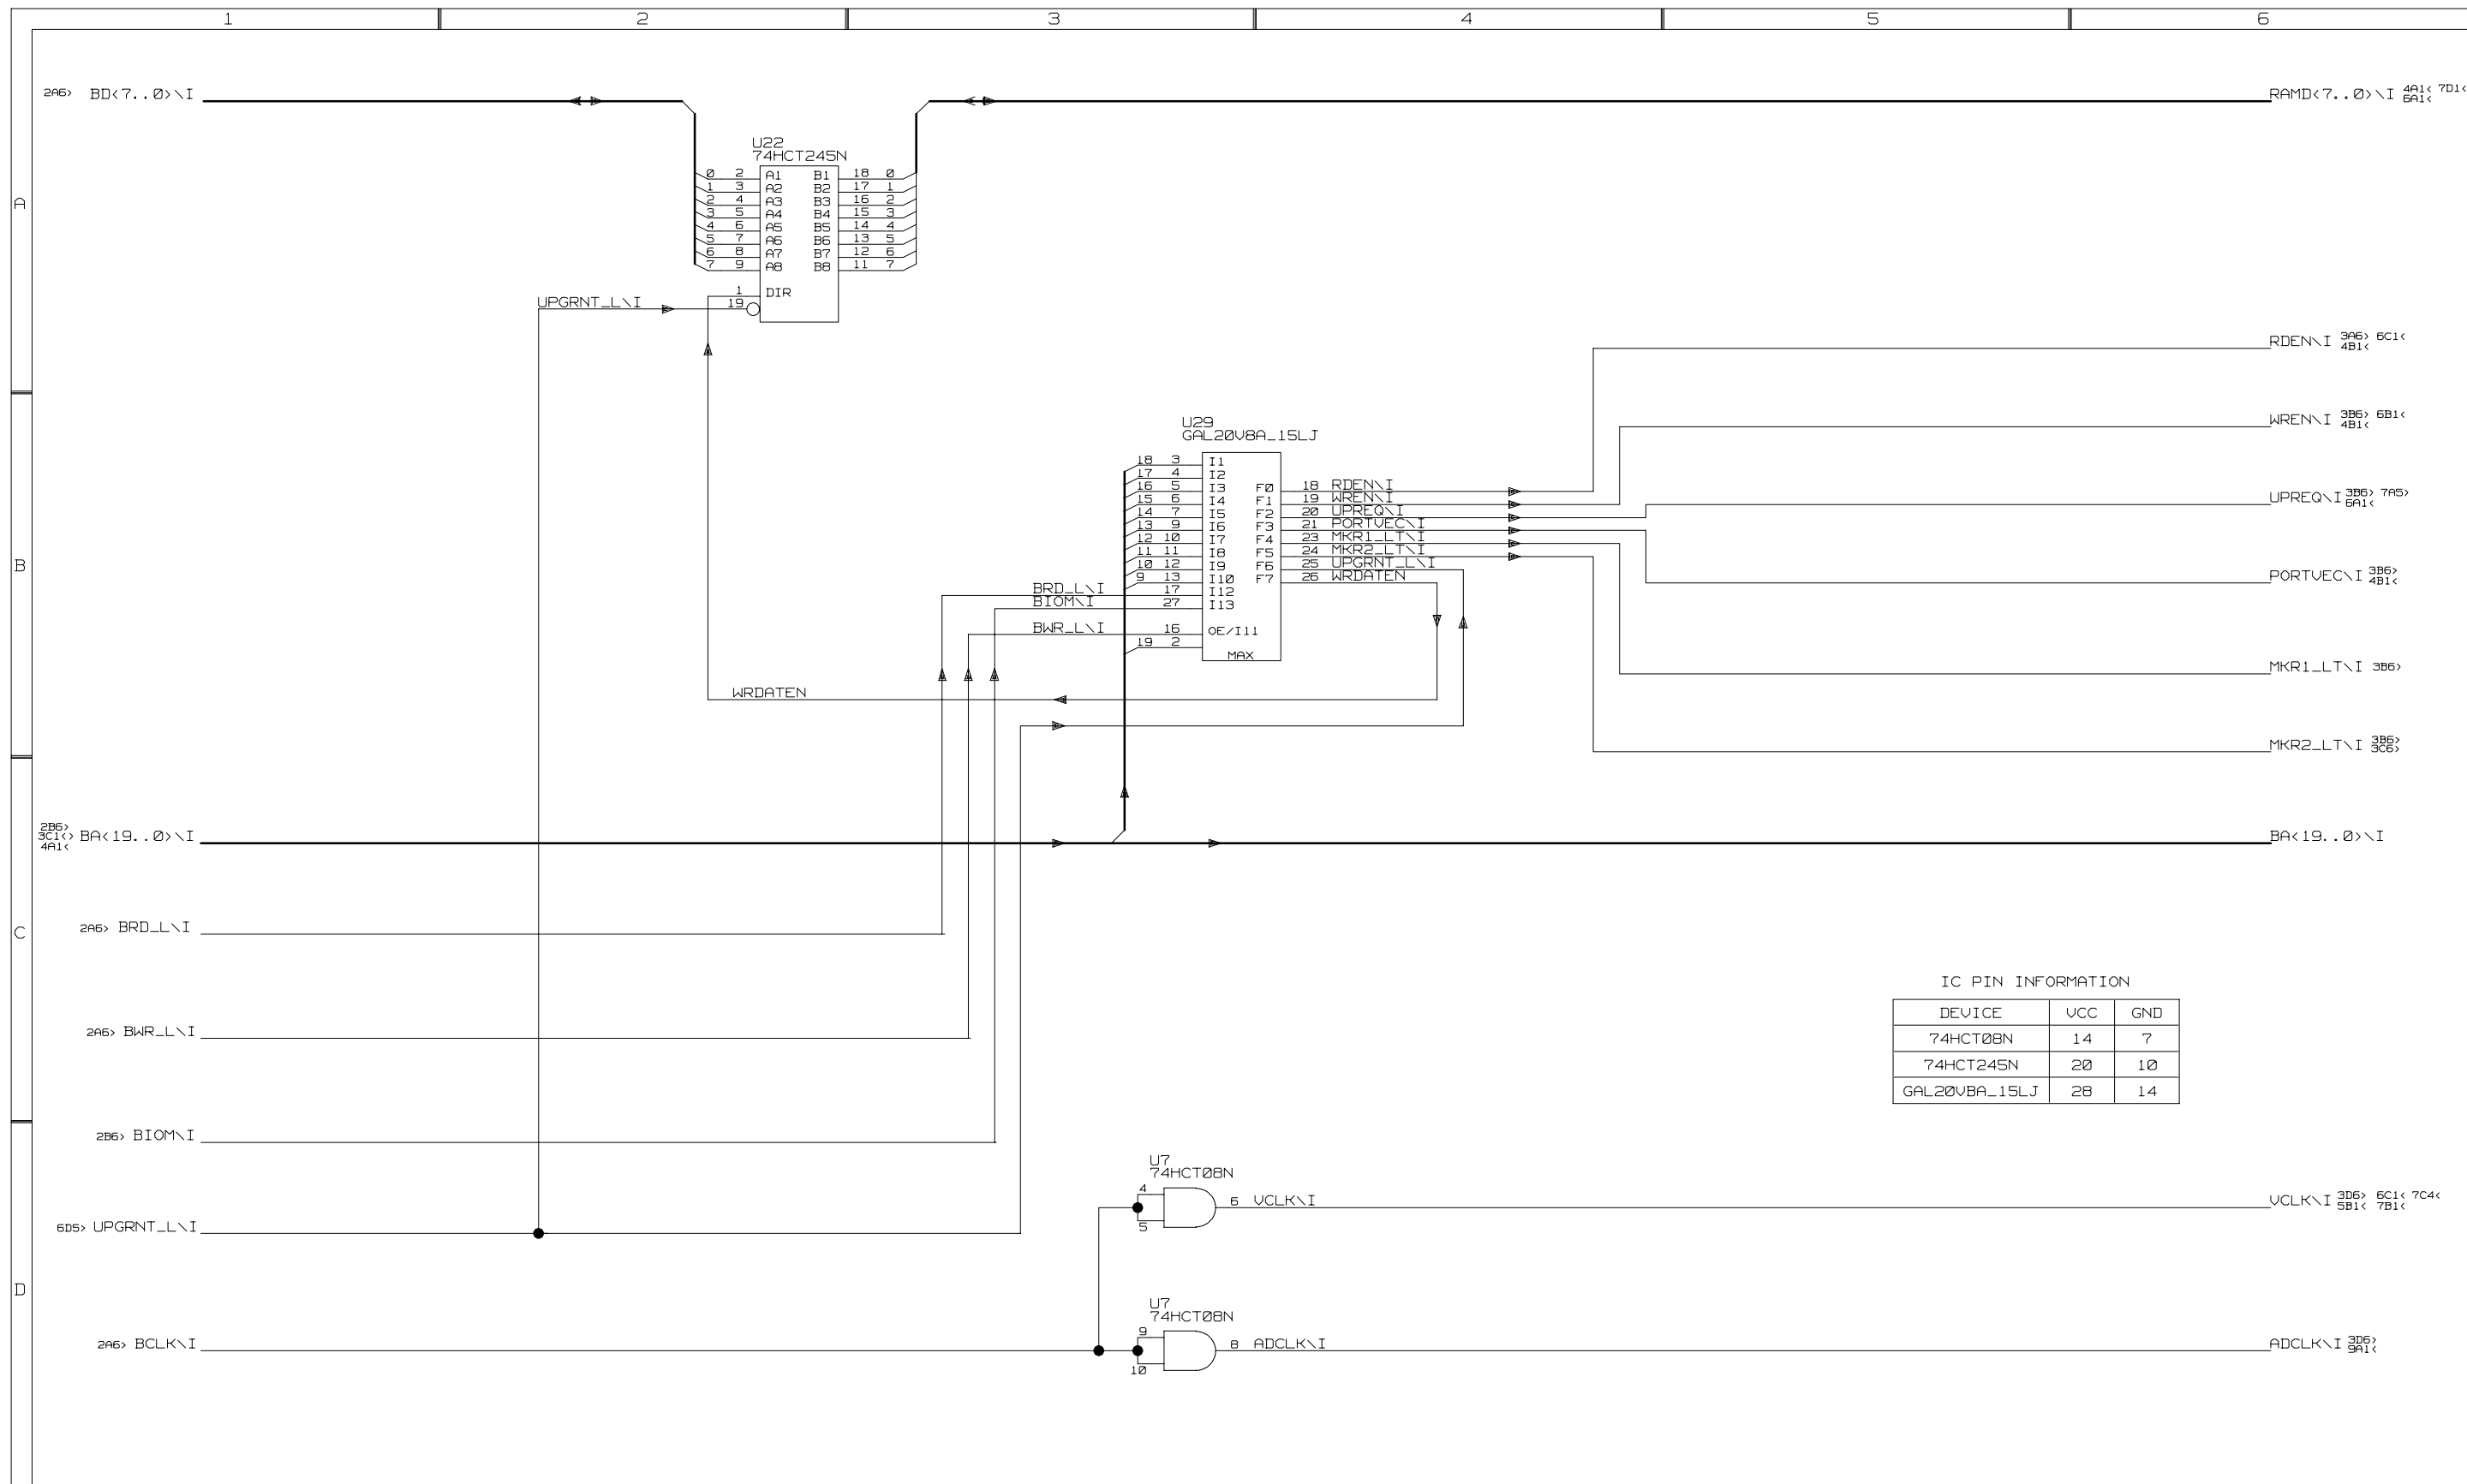 1 2 3 4 5 6
A
B
C
D
2A6> BD<7..0>\I
RAMD<7..0>\I 4A1< 7D1<
6A1<
U22
74HCT245N
0 2 A1 B1 18 0
1 3 A2 B2 17 1
2 4 A3 B3 16 2
3 5 A4 B4 15 3
4 6 A5 B5 14 4
5 7 A6 B6 13 5
6 8 A7 B7 12 6
7 9 A8 B8 11 7
1 DIR
UPGRNT_L\I 19
RDEN\I 3A6> 6C1<
4B1<
WREN\I 3B6> 6B1<
4B1<
U29
GAL20V8A_15LJ
18 3 I1
17 4 I2
16 5 I3 F0 18 RDEN\I
15 6 I4 F1 19 WREN\I
14 7 I5 F2 20 UPREQ\I
13 9 I6 F3 21 PORTVEC\I
12 10 I7 F4 23 MKR1_LT\I
11 11 I8 F5 24 MKR2_LT\I
10 12 I9 F6 25 UPGRNT_L\I
9 13 I10 F7 26 WRDATEN
BRD_L\I 17 I12
BIOM\I 27 I13
BWR_L\I 16 OE/I11
19 2
MAX
UPREQ\I 3B6> 7A5>
6A1<
PORTVEC\I 3B6>
4B1<
MKR1_LT\I 3B6>
WRDATEN
MKR2_LT\I 3B6>
3C6>
2B6>
3C1<> BA<19..0>\I
4A1<
BA<19..0>\I
2A6> BRD_L\I
2A6> BWR_L\I
2B6> BIOM\I
6D5> UPGRNT_L\I
2A6> BCLK\I
IC PIN INFORMATION
DEVICE VCC GND
74HCT08N 14 7
74HCT245N 20 10
GAL20VBA_15LJ 28 14
U7
74HCT08N
4
5
6 VCLK\I
VCLK\I 3D6> 6C1< 7C4<
5B1< 7B1<
U7
74HCT08N
9
10
8 ADCLK\I
ADCLK\I 3D6>
9A1<